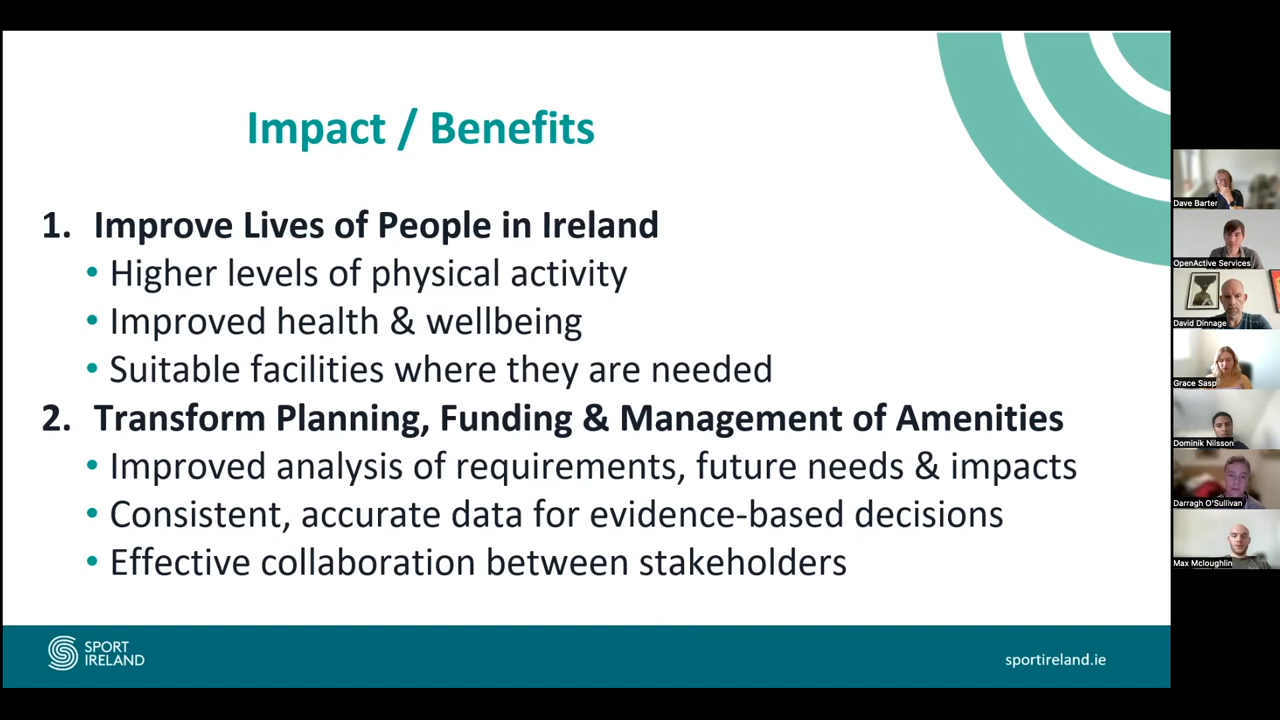 Impact / Benefits
1. Improve Lives of People in Ireland
• Higher levels of physical activity
• Improved health & wellbeing
• Suitable facilities where they are needed
2. Transform Planning, Funding & Management of Amenities
• Improved analysis of requirements, future needs & impacts
• Consistent, accurate data for evidence-based decisions
• Effective collaboration between stakeholders
SPORT
IRELAND
sportireland.ie
Dave Barter
OpenActive Services
David Dinnage
Grace Sasp
Dominik Nilsson
Darragh O'Sullivan
Max Mcloughlin